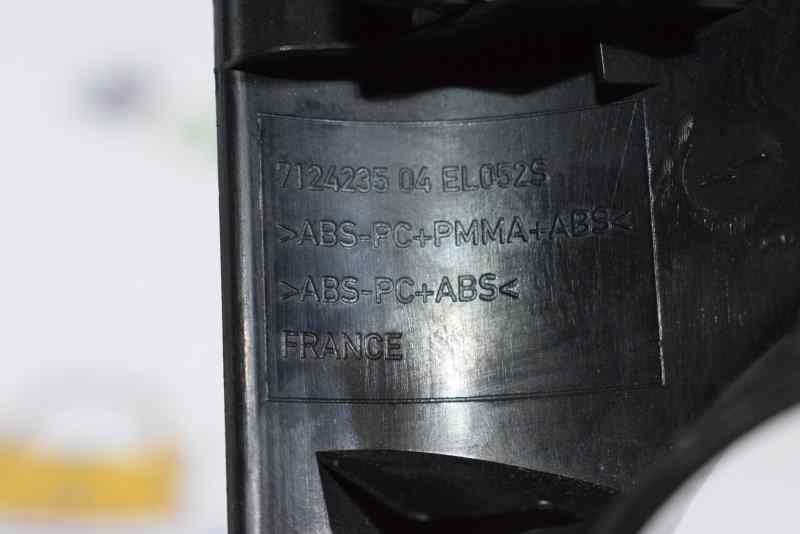 7124235 04 EL052S
>ABS-PC+PMMA+ABS<
>ABS-PC+ABS<
FRANCE